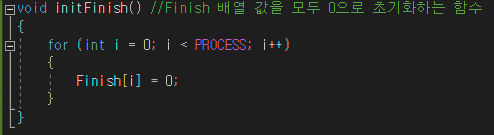 void initFinish() //Finish 배열 값을 모두 0으로 초기화하는 함수
{
for (int i = 0; i < PROCESS; i++)
{
Finish[i] = 0;
}
}